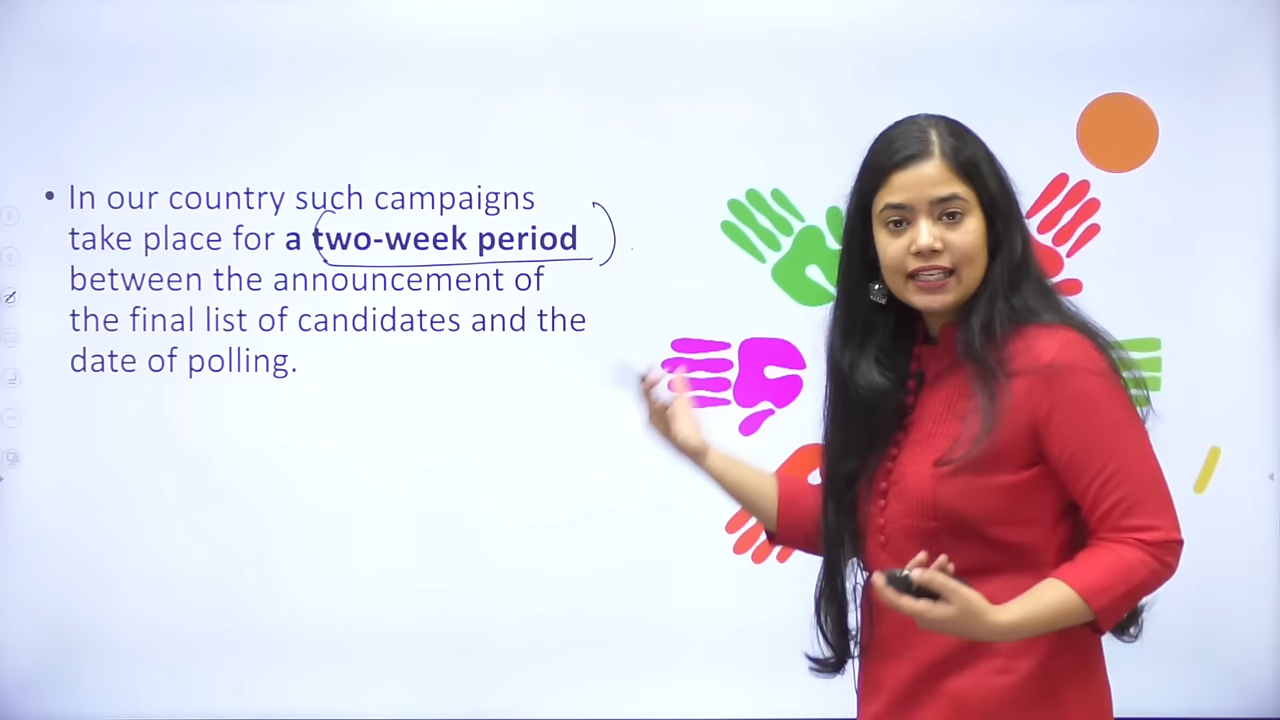 • In our country such campaigns
take place for a two-week period
between the announcement of
the final list of candidates and the
date of polling.